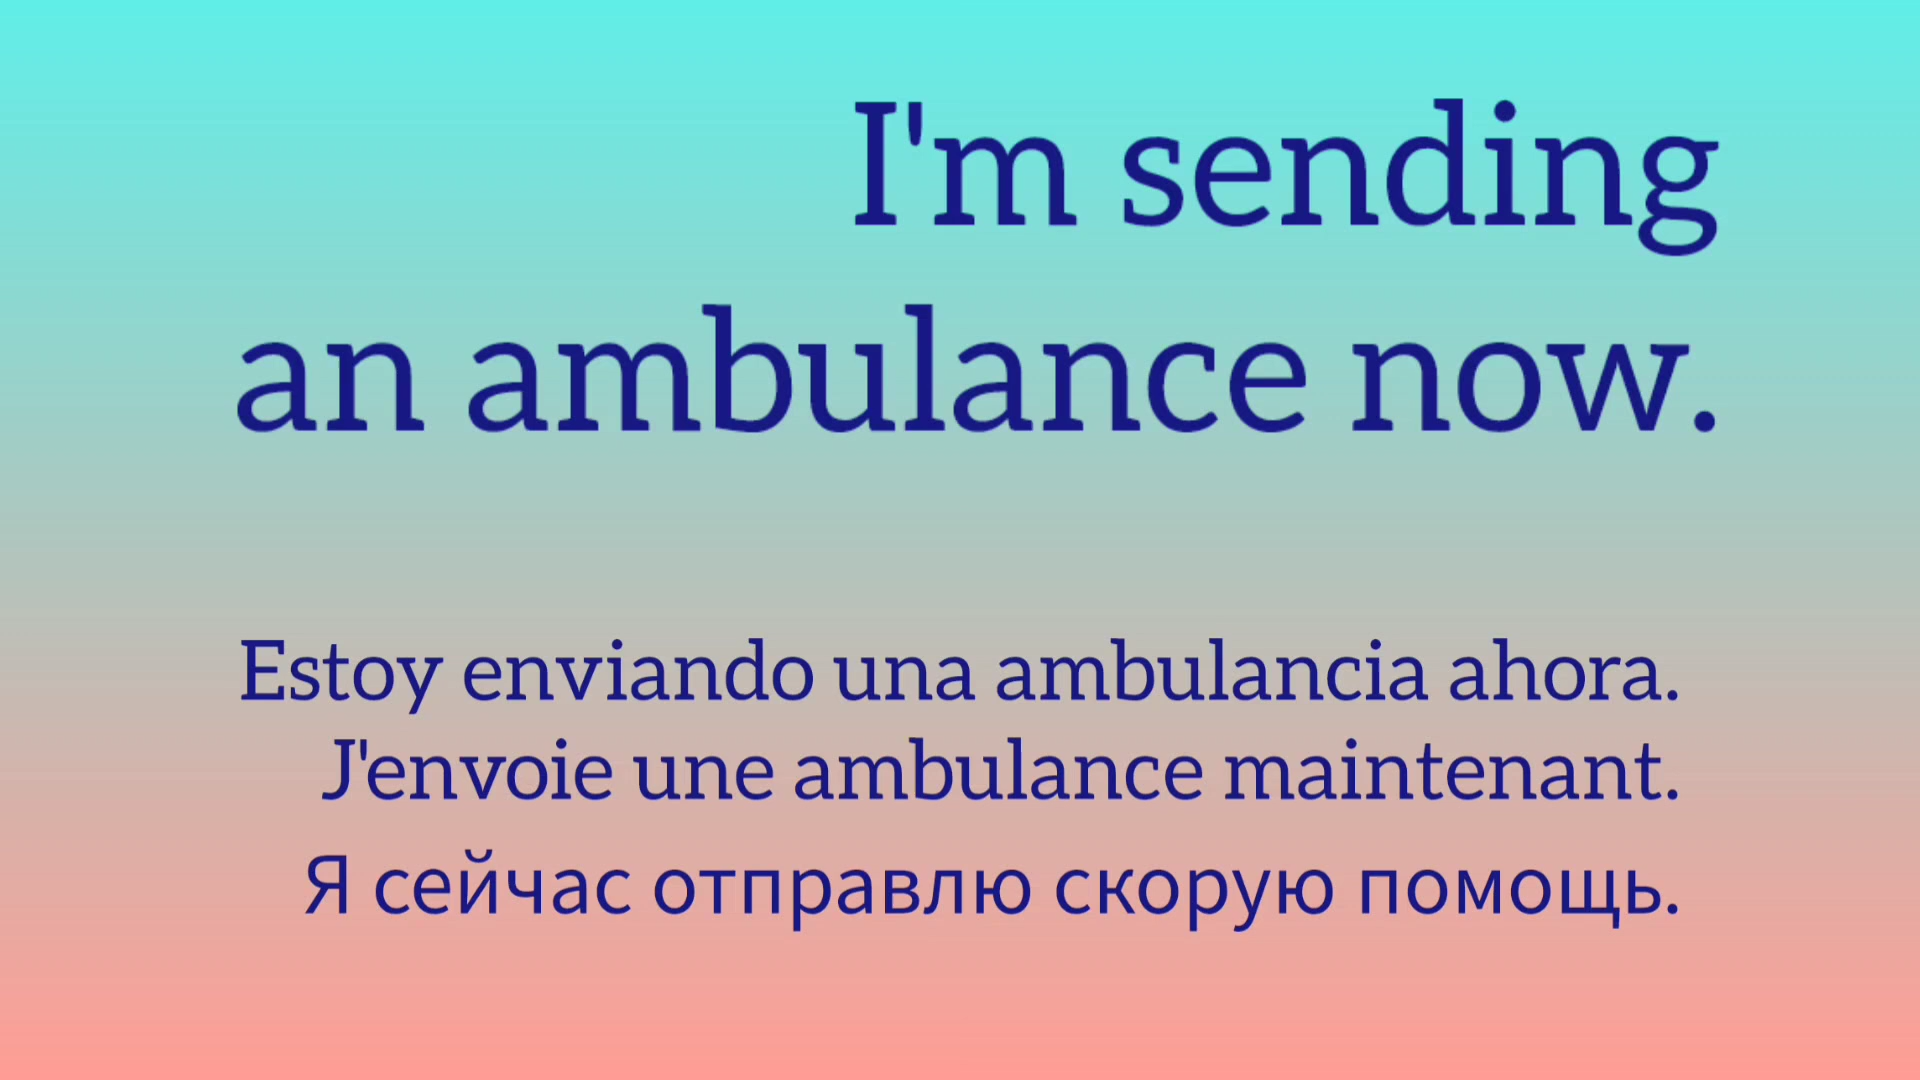 I'm sending
an ambulance now.
Estoy enviando una ambulancia ahora.
J'envoie une ambulance maintenant.
Я сейчас отправлю скорую помощь.